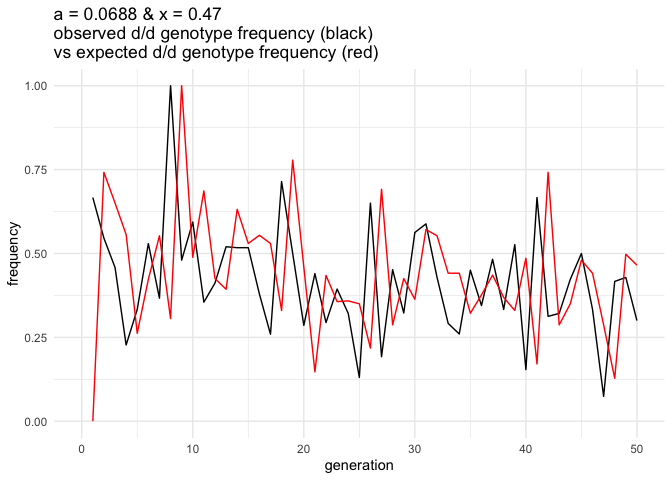 a = 0.0688 & x = 0.47
observed d/d genotype frequency (black)
vs expected d/d genotype frequency (red)
1.00
0.75
0.50
0.25
0.00
frequency
0 10 20 30 40 50
generation